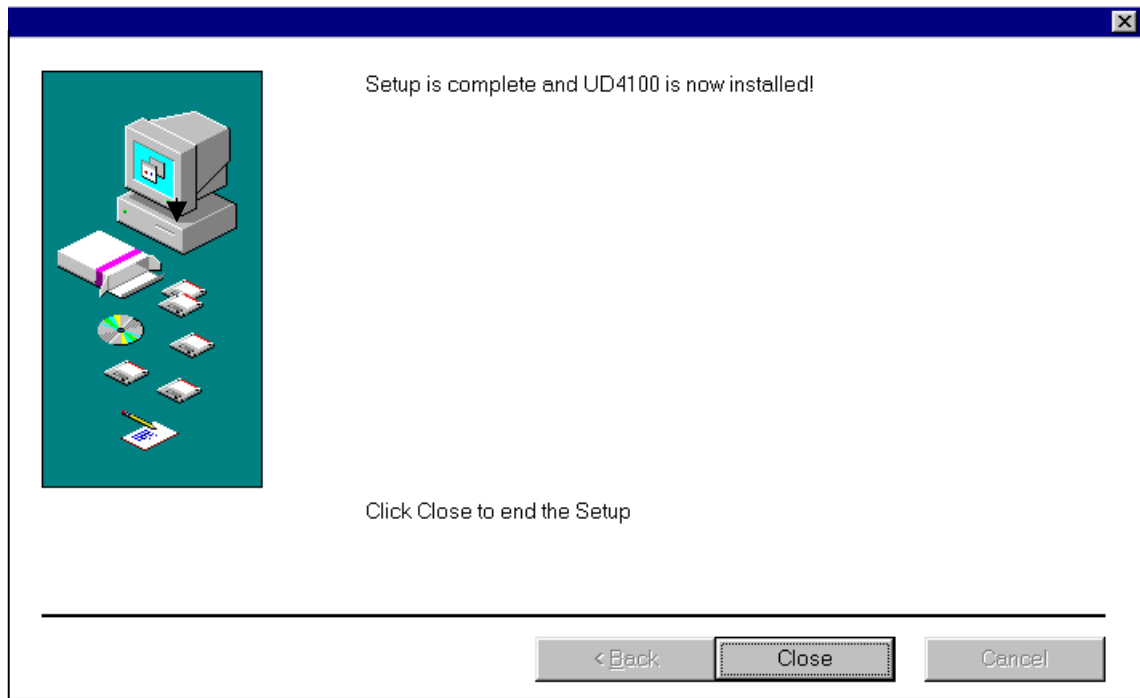 Setup is complete and UD4100 is now installed!
Click Close to end the Setup
< Back
Close
Cancel